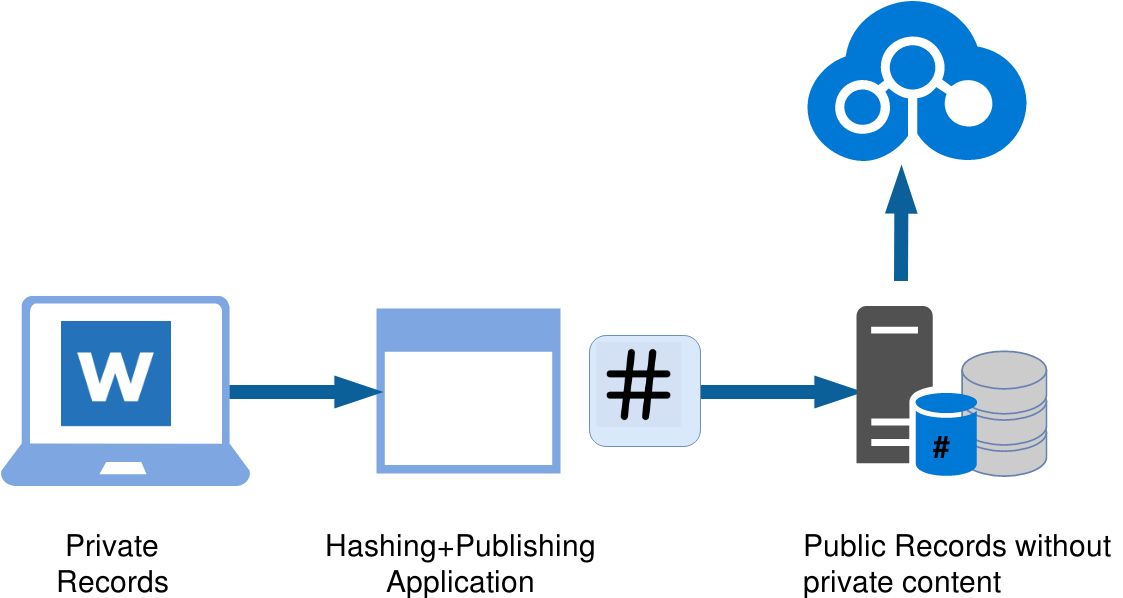 W
#
#
Private
Records
Hashing+Publishing
Application
Public Records without
private content